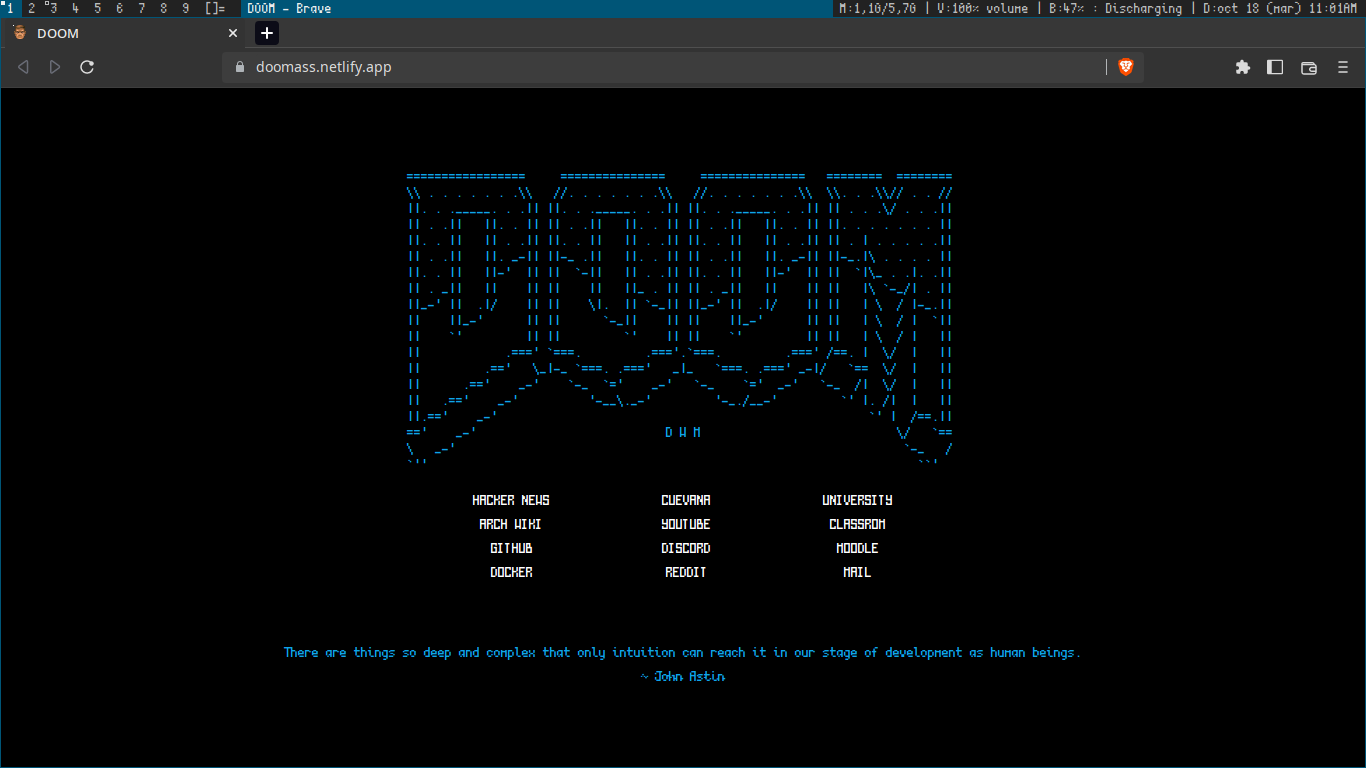 1 2 3 4 5 6 7 8 9 []= DOOM - Brave M:1,1G/5,7G | V:100% volume | B:47% : Discharging | D:oct 18 (mar) 11:01AM
DOOM
doomass.netlify.app
D W M
HACKER NEWS CUEVANA UNIVERSITY
ARCH WIKI YOUTUBE CLASSROM
GITHUB DISCORD MOODLE
DOCKER REDDIT MAIL
There are things so deep and complex that only intuition can reach it in our stage of development as human beings.
~ John Astin